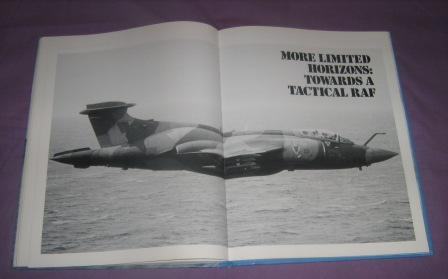 MORE LIMITED
HORIZONS:
TOWARDS A
TACTICAL RAF